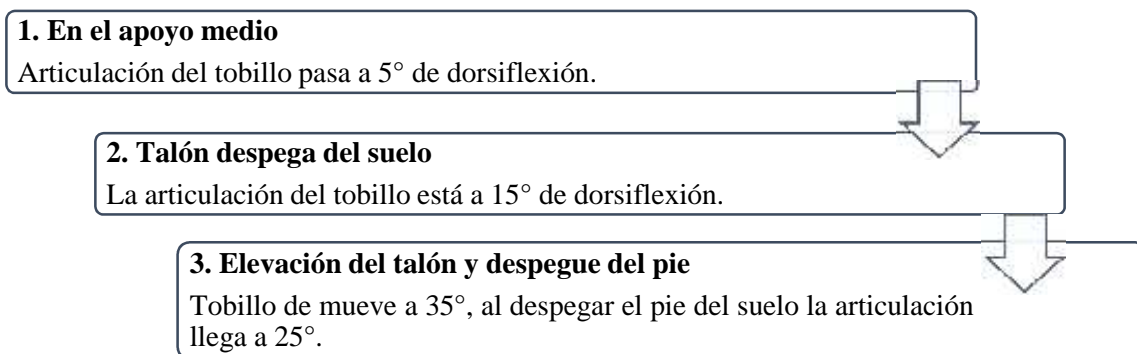 1. En el apoyo medio
Articulación del tobillo pasa a 5° de dorsiflexión.
2. Talón despega del suelo
La articulación del tobillo está a 15° de dorsiflexión.
3. Elevación del talón y despegue del pie
Tobillo de mueve a 35°, al despegar el pie del suelo la articulación
llega a 25°.